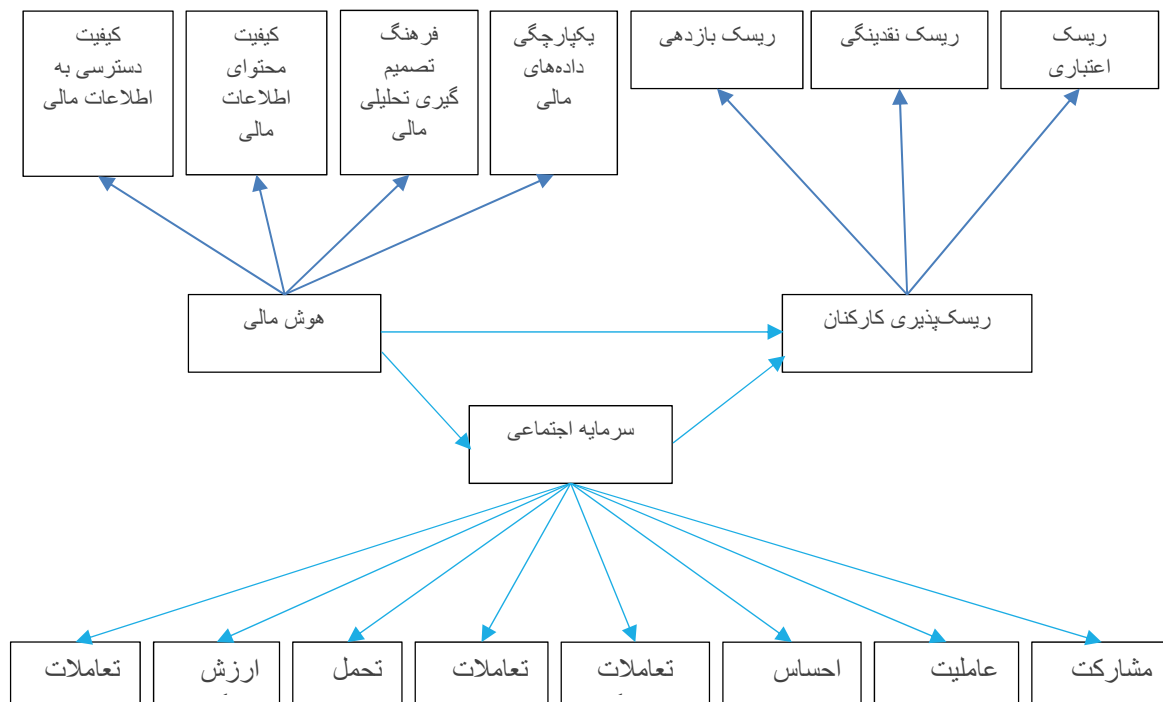 ریسک
اعتباری
ریسک نقدینگی
ریسک بازدهی
یکپارچگی
داده‌های
مالی
فرهنگ
تصمیم
گیری تحلیلی
مالی
کیفیت
محتوای
اطلاعات
مالی
کیفیت
دسترسی به
اطلاعات مالی
ریسک‌پذیری کارکنان
هوش مالی
سرمایه اجتماعی
مشارکت
عاملیت
احساس
تعاملات
تعاملات
تحمل
ارزش
تعاملات